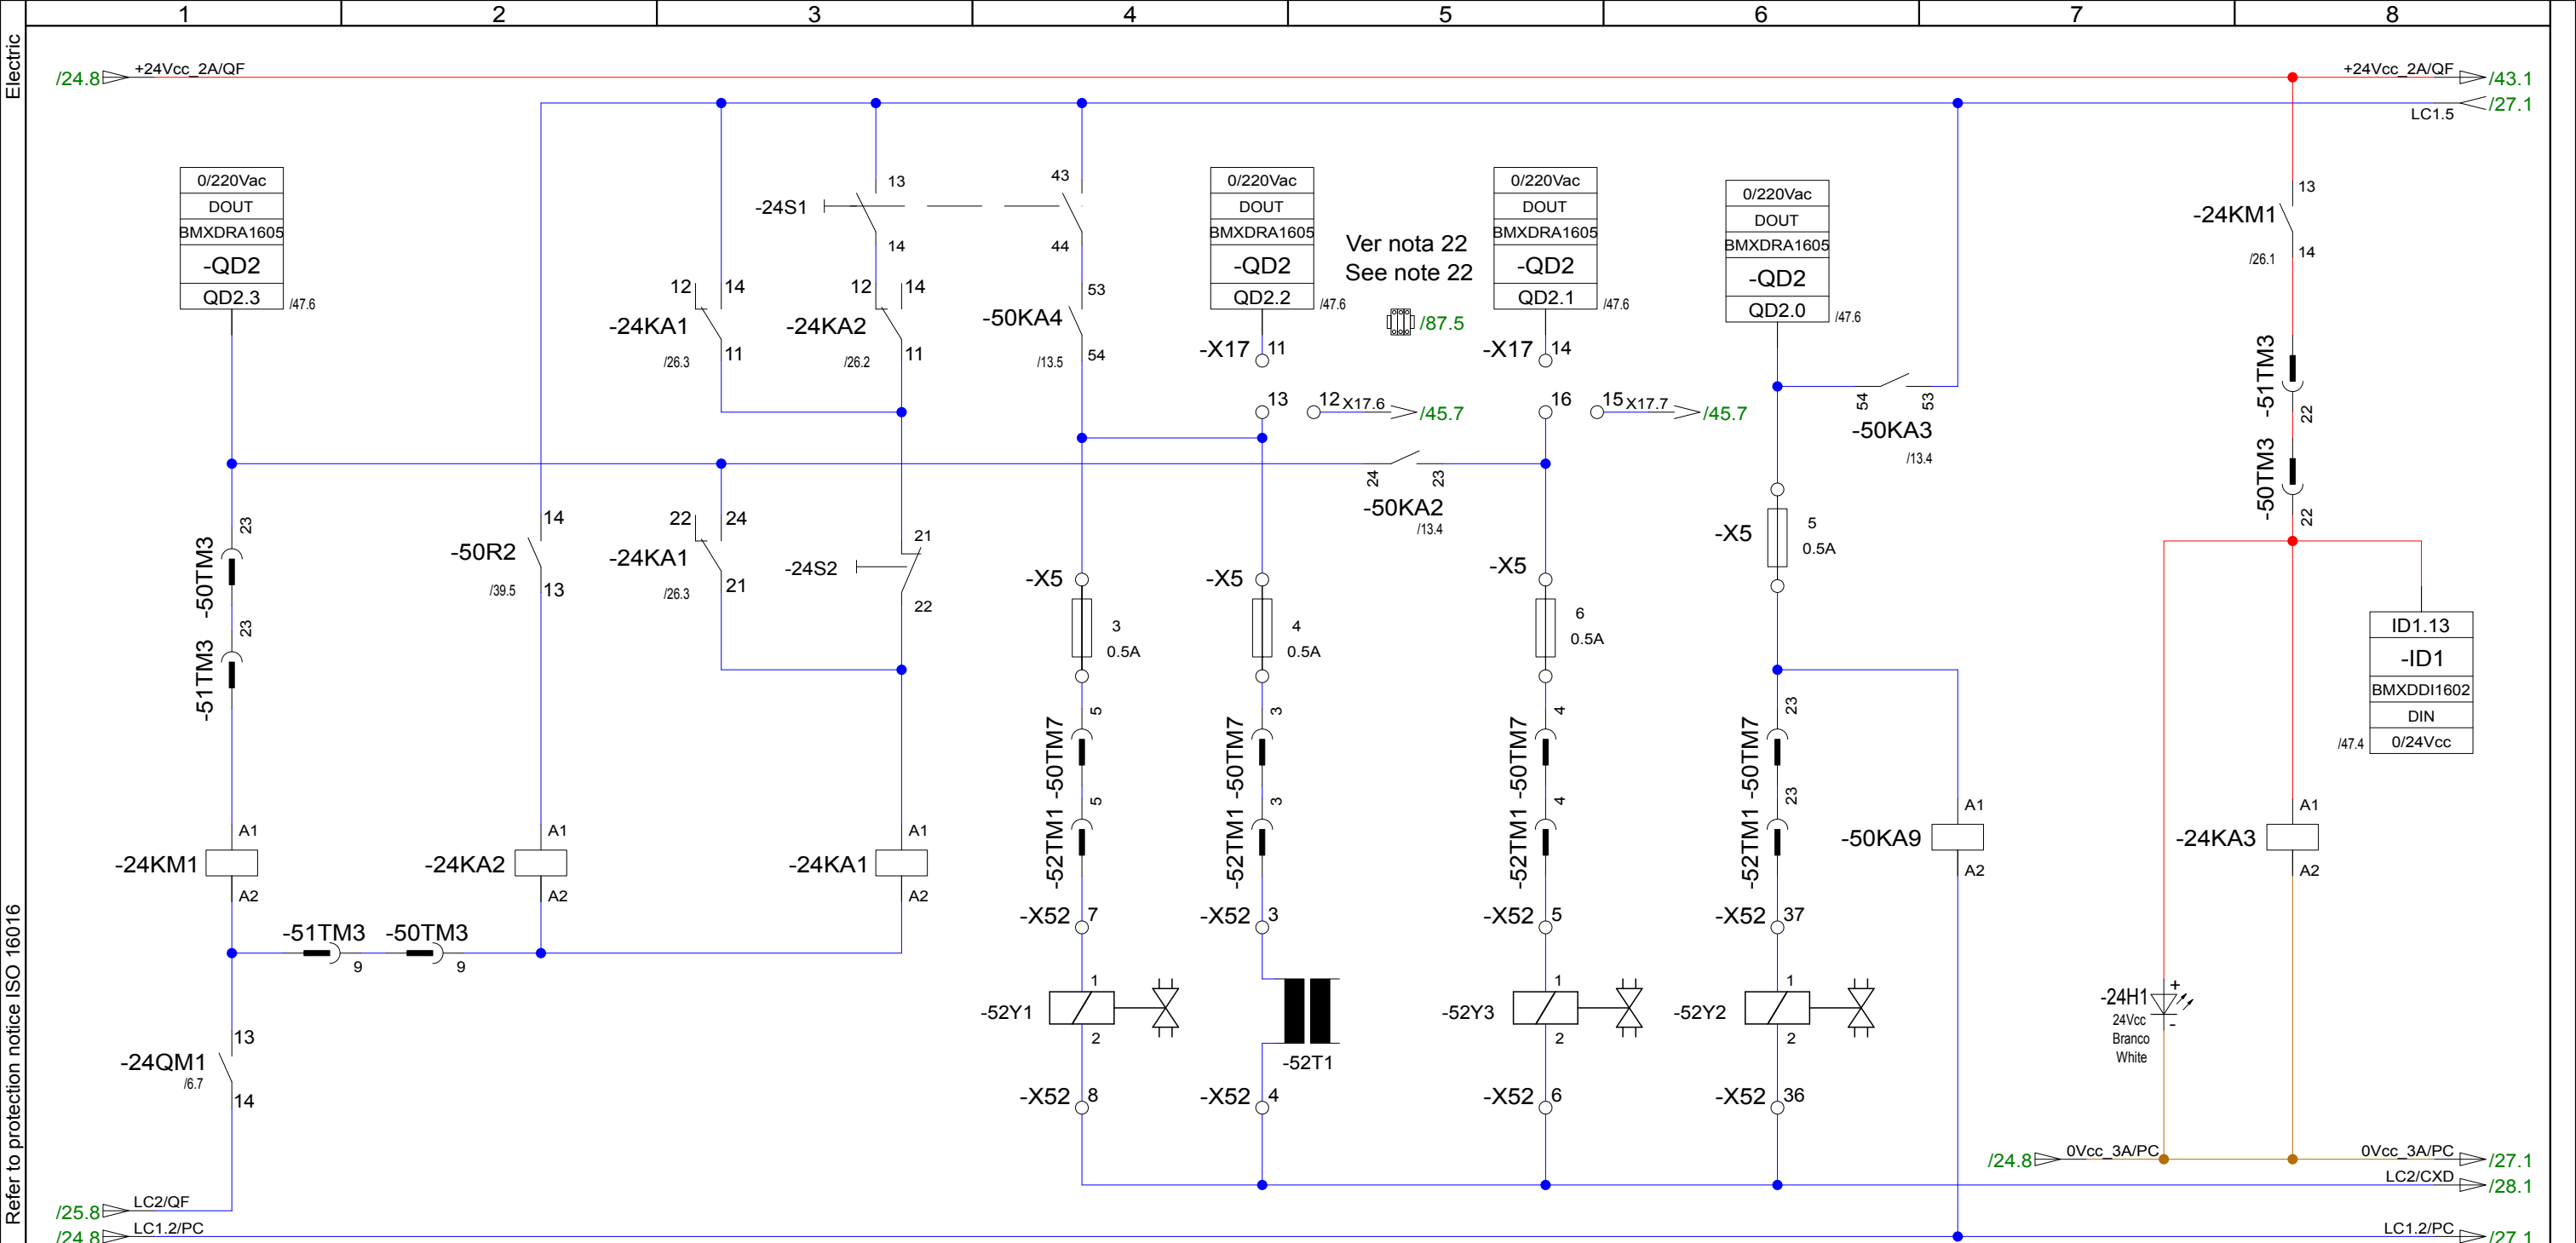 1 2 3 4 5 6 7 8
Electric
Refer to protection notice ISO 16016
/24.8 +24Vcc_2A/QF
+24Vcc_2A/QF /43.1
LC1.5 /27.1
0/220Vac
DOUT
BMXDRA1605
-QD2
QD2.3 /47.6
-50TM3 23
-51TM3 23
-24KM1 A1 A2
-51TM3 9
-50TM3 9
-24QM1 /6.7 13 14
-50R2 /39.5 14 13
-24KA2 A1 A2
-24KA1 /26.3 12 14 11
-24KA1 /26.3 22 24 21
-24S1 13 14
43 44
-24KA2 /26.2 12 14 11
-24S2 21 22
-24KA1 A1 A2
-50KA4 /13.5 53 54
-X5 3 0.5A
-50TM7 5
-52TM1 5
-X52 7
-52Y1 1 2
-X52 8
0/220Vac
DOUT
BMXDRA1605
-QD2
QD2.2 /47.6
-X17 11
13
12 X17.6 /45.7
-X5 4 0.5A
-50TM7 3
-52TM1 3
-X52 3
-52T1
-X52 4
Ver nota 22
See note 22
/87.5
-50KA2 /13.4 24 23
0/220Vac
DOUT
BMXDRA1605
-QD2
QD2.1 /47.6
-X17 14
16
15 X17.7 /45.7
-X5 6 0.5A
-50TM7 4
-52TM1 4
-X52 5
-52Y3 1 2
-X52 6
0/220Vac
DOUT
BMXDRA1605
-QD2
QD2.0 /47.6
54 53
-50KA3 /13.4
-X5 5 0.5A
-50TM7 23
-52TM1 23
-X52 37
-52Y2 1 2
-X52 36
-50KA9 A1 A2
-24KM1 /26.1 13 14
-51TM3 22
-50TM3 22
ID1.13
-ID1
BMXDDI1602
DIN
/47.4 0/24Vcc
-24KA3 A1 A2
-24H1 + -
24Vcc
Branco
White
/24.8 0Vcc_3A/PC
0Vcc_3A/PC /27.1
LC2/CXD /28.1
/25.8 LC2/QF
/24.8 LC1.2/PC
LC1.2/PC /27.1